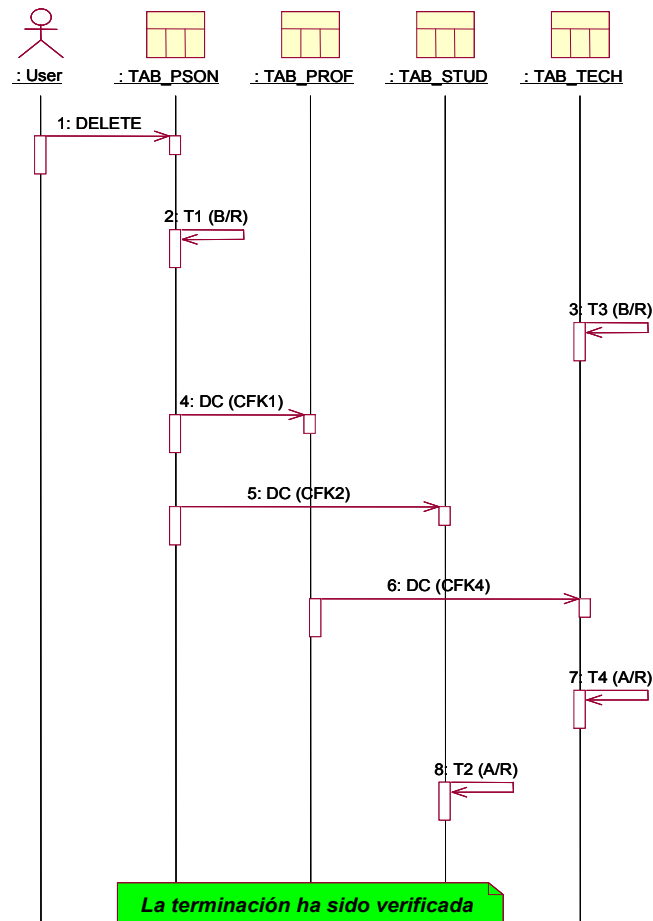 : User
: TAB_PSON
: TAB_PROF
: TAB_STUD
: TAB_TECH
1: DELETE
2: T1 (B/R)
3: T3 (B/R)
4: DC (CFK1)
5: DC (CFK2)
6: DC (CFK4)
7: T4 (A/R)
8: T2 (A/R)
La terminación ha sido verificada